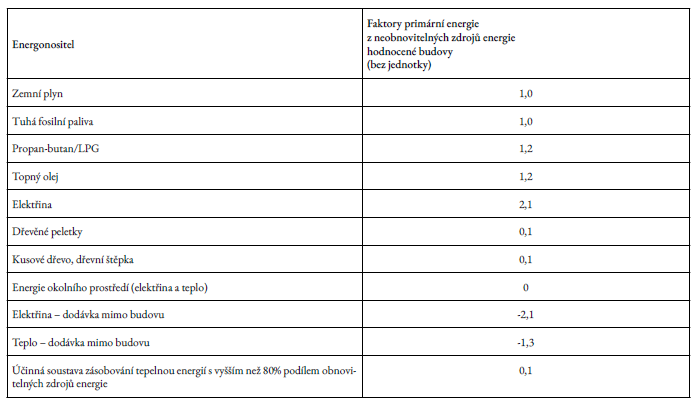 Energonositel
Faktory primární energie
z neobnovitelných zdrojů energie
hodnocené budovy
(bez jednotky)
Zemní plyn 1,0
Tuhá fosilní paliva 1,0
Propan-butan/LPG 1,2
Topný olej 1,2
Elektřina 2,1
Dřevěné peletky 0,1
Kusové dřevo, dřevní štěpka 0,1
Energie okolního prostředí (elektřina a teplo) 0
Elektřina – dodávka mimo budovu -2,1
Teplo – dodávka mimo budovu -1,3
Účinná soustava zásobování tepelnou energií s vyšším než 80% podílem obnovi-
telných zdrojů energie
0,1